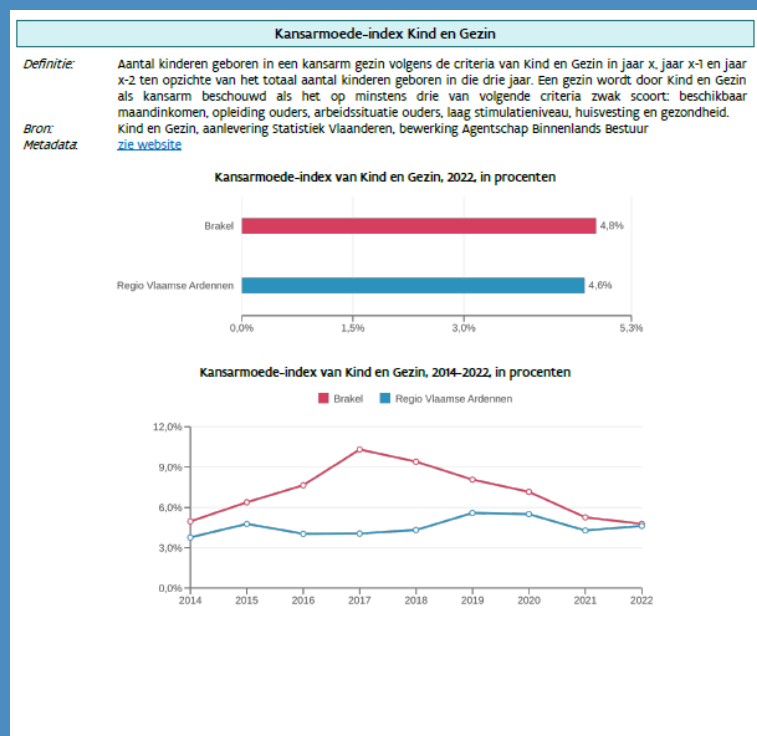 Kansarmoede-index Kind en Gezin
Definitie: Aantal kinderen geboren in een kansarm gezin volgens de criteria van Kind en Gezin in jaar x, jaar x-1 en jaar
x-2 ten opzichte van het totaal aantal kinderen geboren in die drie jaar. Een gezin wordt door Kind en Gezin
als kansarm beschouwd als het op minstens drie van volgende criteria zwak scoort: beschikbaar
maandinkomen, opleiding ouders, arbeidssituatie ouders, laag stimulatieniveau, huisvesting en gezondheid.
Bron: Kind en Gezin, aanlevering Statistiek Vlaanderen, bewerking Agentschap Binnenlands Bestuur
Metadata: zie website
Kansarmoede-index van Kind en Gezin, 2022, in procenten
Brakel 4,8%
Regio Vlaamse Ardennen 4,6%
0,0% 1,5% 3,0% 5,3%
Kansarmoede-index van Kind en Gezin, 2014-2022, in procenten
Brakel Regio Vlaamse Ardennen
12,0%
9,0%
6,0%
3,0%
0,0%
2014 2015 2016 2017 2018 2019 2020 2021 2022